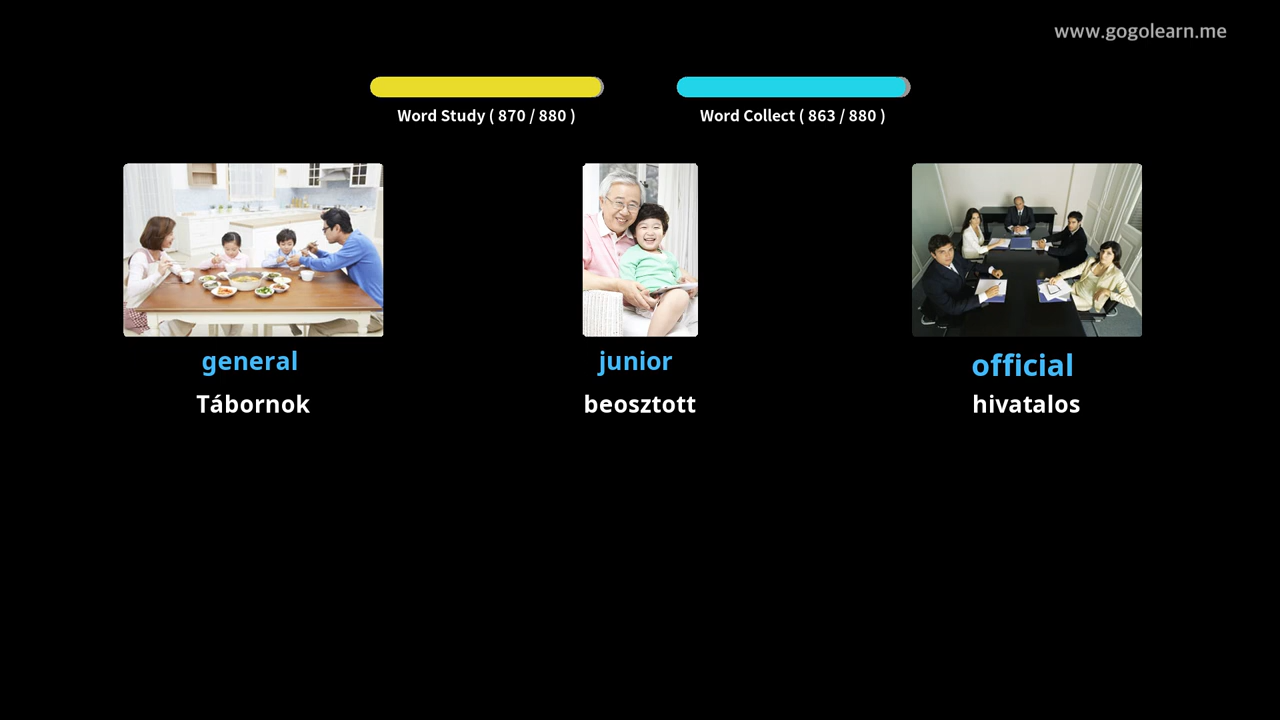 www.gogolearn.me
Word Study ( 870 / 880 )
Word Collect ( 863 / 880 )
general
junior
official
Tábornok
beosztott
hivatalos